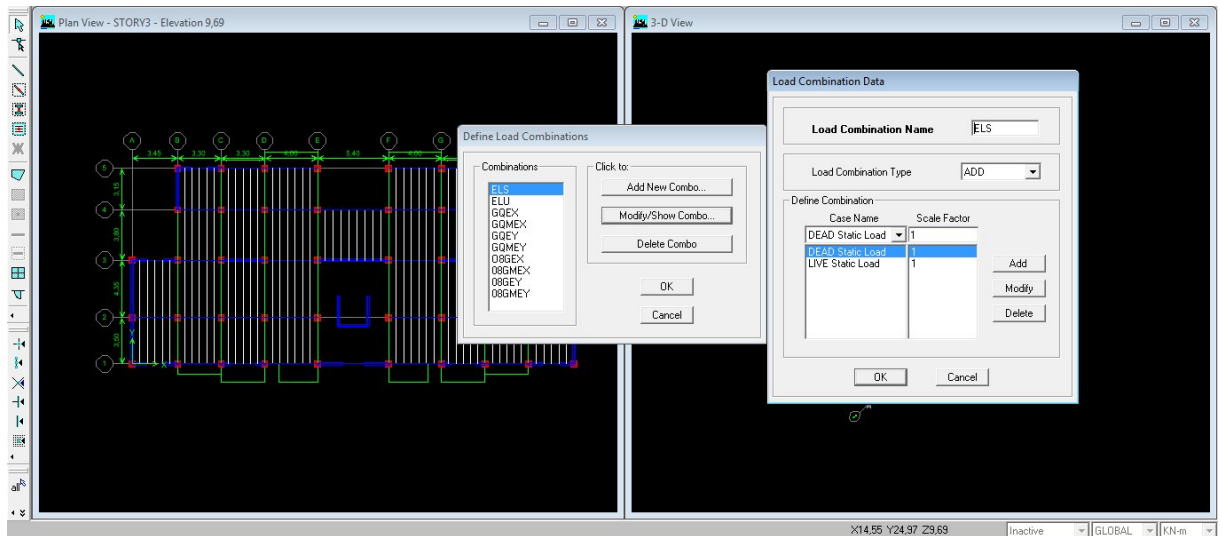 Plan View - STORY3 - Elevation 9,69
3-D View
A B C D E F G
3.45 3.30 3.30 4.00 5.40 4.00
5
3.15
4
3.80
3
4.35
2
3.50
1
Y
X
Define Load Combinations
Combinations
ELS
ELU
GQEX
GQMEX
GQEY
GQMEY
08GEX
08GMEX
08GEY
08GMEY
Click to:
Add New Combo...
Modify/Show Combo...
Delete Combo
OK
Cancel
Load Combination Data
Load Combination Name ELS
Load Combination Type ADD
Define Combination
Case Name Scale Factor
DEAD Static Load 1
DEAD Static Load 1
LIVE Static Load 1
Add
Modify
Delete
OK Cancel
all
X14,55 Y24,97 Z9,69 Inactive GLOBAL KN-m